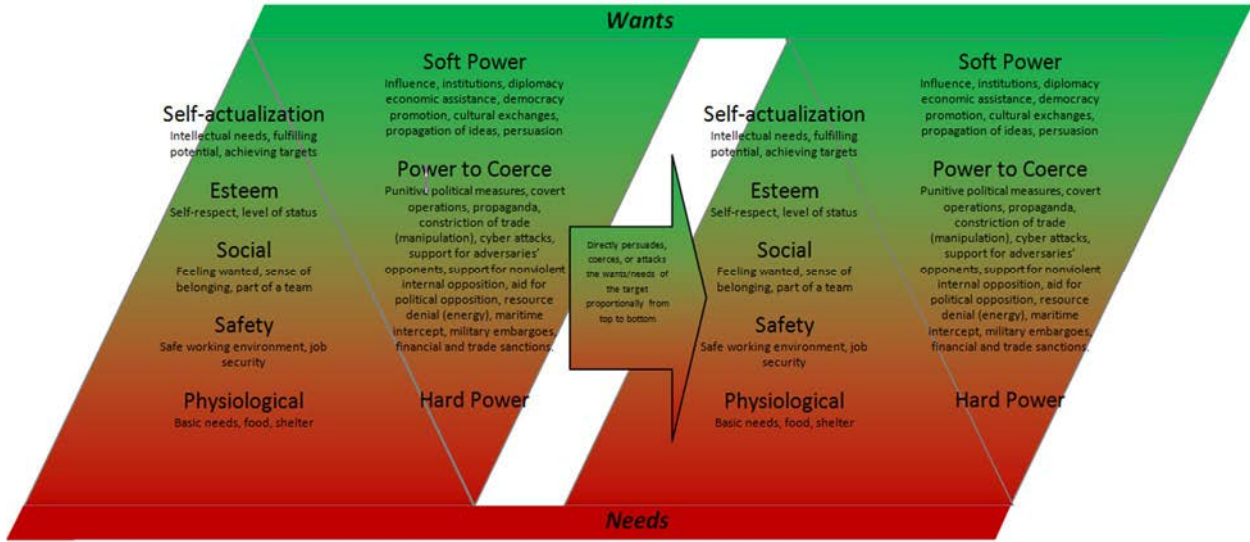 Wants
Self-actualization
Intellectual needs, fulfilling
potential, achieving targets
Esteem
Self-respect, level of status
Social
Feeling wanted, sense of
belonging, part of a team
Safety
Safe working environment, job
security
Physiological
Basic needs, food, shelter
Soft Power
Influence, institutions, diplomacy
economic assistance, democracy
promotion, cultural exchanges,
propagation of ideas, persuasion
Power to Coerce
Punitive political measures, covert
operations, propaganda,
constriction of trade
(manipulation), cyber attacks,
support for adversaries'
opponents, support for nonviolent
internal opposition, aid for
political opposition, resource
denial (energy), maritime
intercept, military embargoes,
financial and trade sanctions.
Hard Power
Directly persuades,
coerces, or attacks
the wants/needs of
the target
proportionally from
top to bottom
Self-actualization
Intellectual needs, fulfilling
potential, achieving targets
Esteem
Self-respect, level of status
Social
Feeling wanted, sense of
belonging, part of a team
Safety
Safe working environment, job
security
Physiological
Basic needs, food, shelter
Soft Power
Influence, institutions, diplomacy
economic assistance, democracy
promotion, cultural exchanges,
propagation of ideas, persuasion
Power to Coerce
Punitive political measures, covert
operations, propaganda,
constriction of trade
(manipulation), cyber attacks,
support for adversaries'
opponents, support for nonviolent
internal opposition, aid for
political opposition, resource
denial (energy), maritime
intercept, military embargoes,
financial and trade sanctions.
Hard Power
Needs